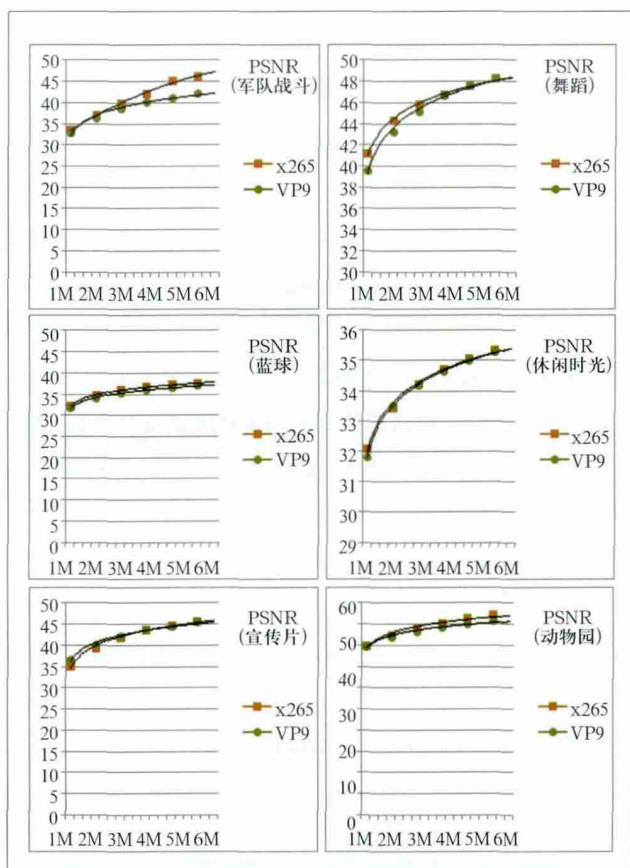 PSNR
(军队战斗)
50
45
40
35
30
25
20
15
10
5
0
x265
VP9
1M 2M 3M 4M 5M 6M
PSNR
(舞蹈)
50
48
46
44
42
40
38
36
34
32
30
x265
VP9
1M 2M 3M 4M 5M 6M
PSNR
(蓝球)
50
45
40
35
30
25
20
15
10
5
0
x265
VP9
1M 2M 3M 4M 5M 6M
PSNR
(休闲时光)
36
35
34
33
32
31
30
29
x265
VP9
1M 2M 3M 4M 5M 6M
PSNR
(宣传片)
50
45
40
35
30
25
20
15
10
5
0
x265
VP9
1M 2M 3M 4M 5M 6M
PSNR
(动物园)
60
50
40
30
20
10
0
x265
VP9
1M 2M 3M 4M 5M 6M